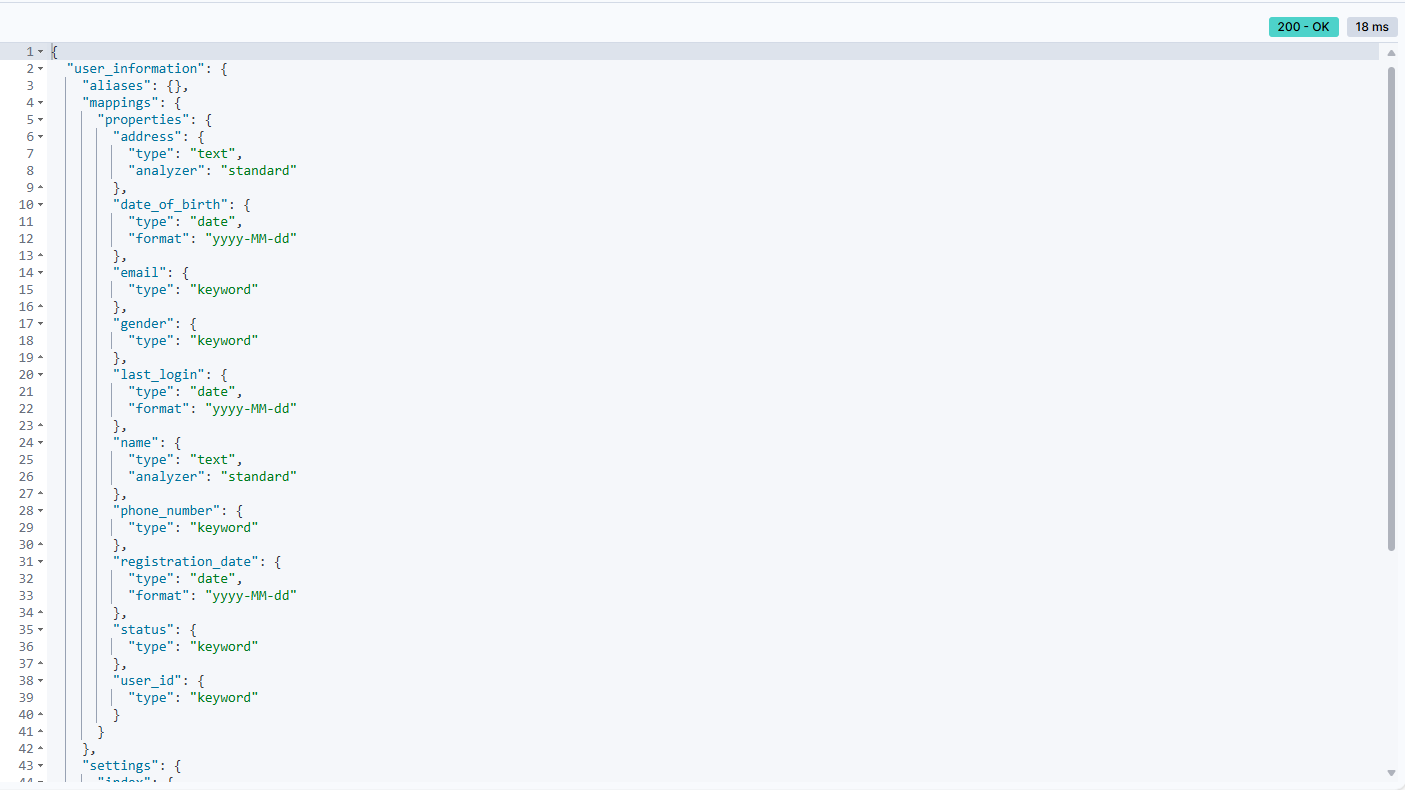 200 - OK 18 ms
1 {
2 "user_information": {
3 "aliases": {},
4 "mappings": {
5 "properties": {
6 "address": {
7 "type": "text",
8 "analyzer": "standard"
9 },
10 "date_of_birth": {
11 "type": "date",
12 "format": "yyyy-MM-dd"
13 },
14 "email": {
15 "type": "keyword"
16 },
17 "gender": {
18 "type": "keyword"
19 },
20 "last_login": {
21 "type": "date",
22 "format": "yyyy-MM-dd"
23 },
24 "name": {
25 "type": "text",
26 "analyzer": "standard"
27 },
28 "phone_number": {
29 "type": "keyword"
30 },
31 "registration_date": {
32 "type": "date",
33 "format": "yyyy-MM-dd"
34 },
35 "status": {
36 "type": "keyword"
37 },
38 "user_id": {
39 "type": "keyword"
40 }
41 }
42 },
43 "settings": {
44 "index": {